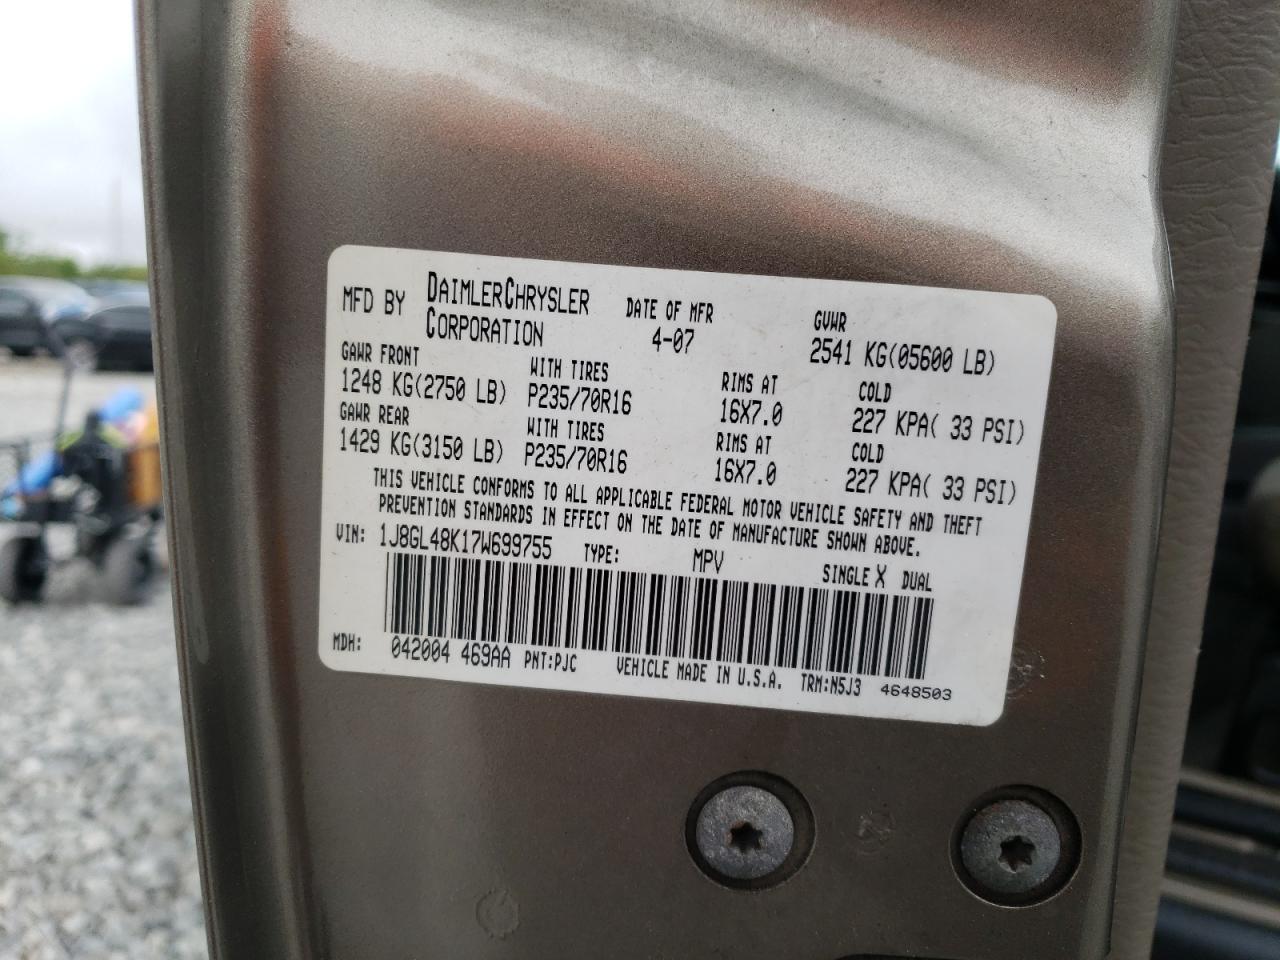 MFD BY DAIMLERCHRYSLER CORPORATION DATE OF MFR 4-07 GVWR 2541 KG(05600 LB)
GAWR FRONT WITH TIRES RIMS AT COLD
1248 KG(2750 LB) P235/70R16 16X7.0 227 KPA( 33 PSI)
GAWR REAR WITH TIRES RIMS AT COLD
1429 KG(3150 LB) P235/70R16 16X7.0 227 KPA( 33 PSI)
THIS VEHICLE CONFORMS TO ALL APPLICABLE FEDERAL MOTOR VEHICLE SAFETY AND THEFT
PREVENTION STANDARDS IN EFFECT ON THE DATE OF MANUFACTURE SHOWN ABOVE.
VIN: 1J8GL48K17W699755 TYPE: MPV SINGLE X DUAL
MDH: 042004 469AA PNT:PJC VEHICLE MADE IN U.S.A. TRM:N5J3 4648503